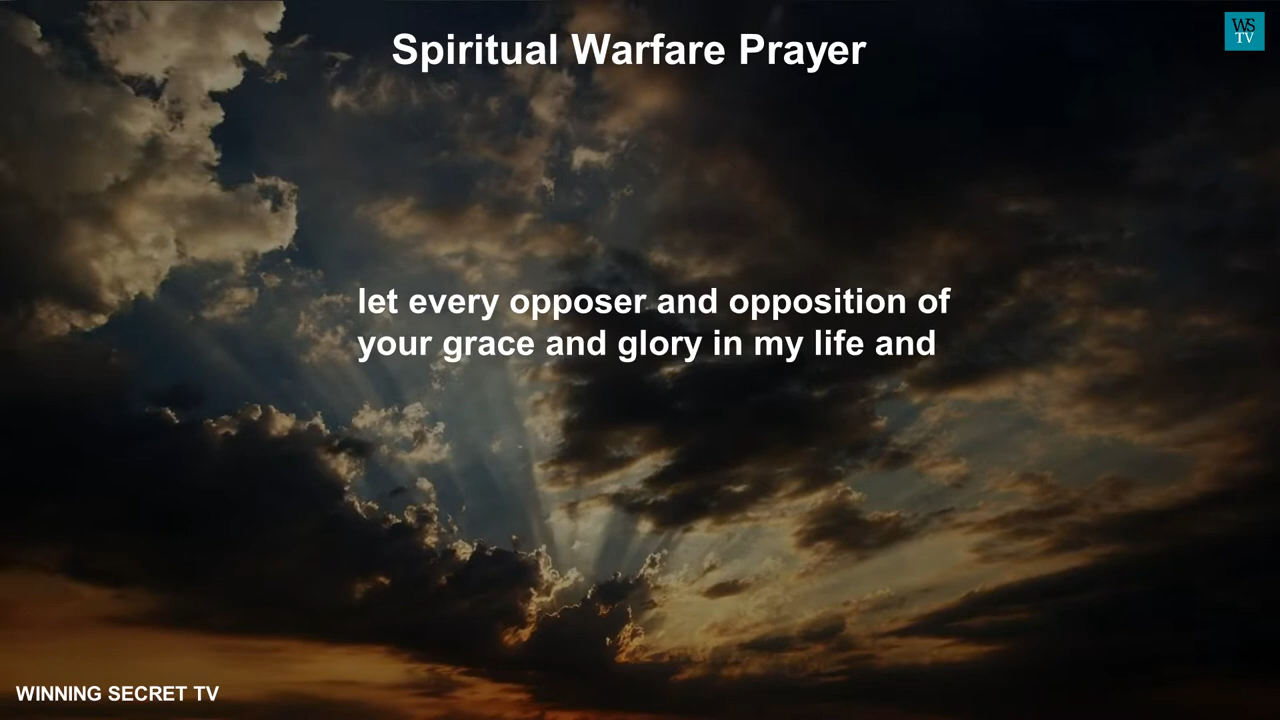 Spiritual Warfare Prayer
WS
TV
let every opposer and opposition of
your grace and glory in my life and
WINNING SECRET TV